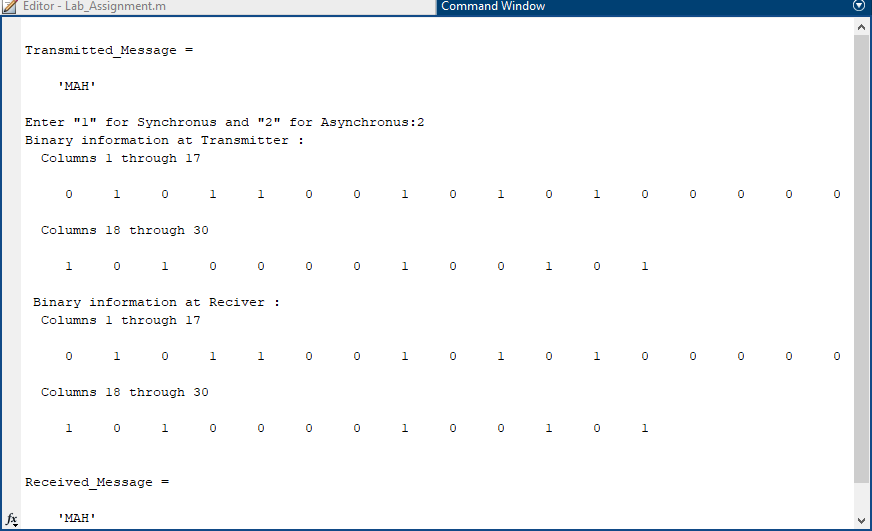 Editor - Lab_Assignment.m
Command Window
Transmitted_Message =
'MAH'
Enter "1" for Synchronus and "2" for Asynchronus:2
Binary information at Transmitter :
Columns 1 through 17
0 1 0 1 1 0 0 1 0 1 0 1 0 0 0 0 0
Columns 18 through 30
1 0 1 0 0 0 0 1 0 0 1 0 1
Binary information at Reciver :
Columns 1 through 17
0 1 0 1 1 0 0 1 0 1 0 1 0 0 0 0 0
Columns 18 through 30
1 0 1 0 0 0 0 1 0 0 1 0 1
Received_Message =
fx
'MAH'